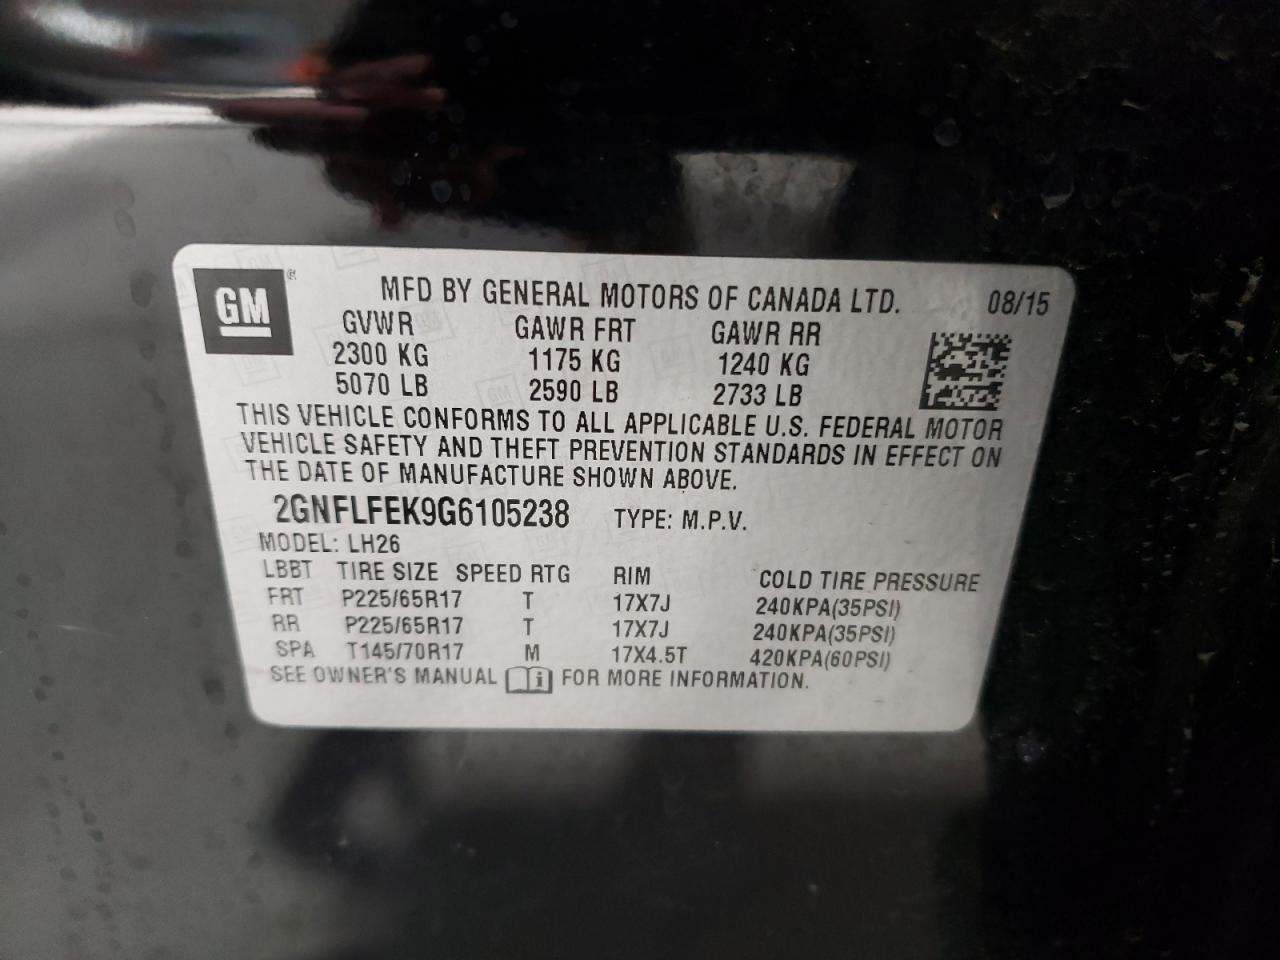 GM ® MFD BY GENERAL MOTORS OF CANADA LTD. 08/15
GVWR GAWR FRT GAWR RR
2300 KG 1175 KG 1240 KG
5070 LB 2590 LB 2733 LB
THIS VEHICLE CONFORMS TO ALL APPLICABLE U.S. FEDERAL MOTOR
VEHICLE SAFETY AND THEFT PREVENTION STANDARDS IN EFFECT ON
THE DATE OF MANUFACTURE SHOWN ABOVE.
2GNFLFEK9G6105238 TYPE: M.P.V.
MODEL: LH26
LBBT TIRE SIZE SPEED RTG RIM COLD TIRE PRESSURE
FRT P225/65R17 T 17X7J 240KPA(35PSI)
RR P225/65R17 T 17X7J 240KPA(35PSI)
SPA T145/70R17 M 17X4.5T 420KPA(60PSI)
SEE OWNER'S MANUAL i FOR MORE INFORMATION.